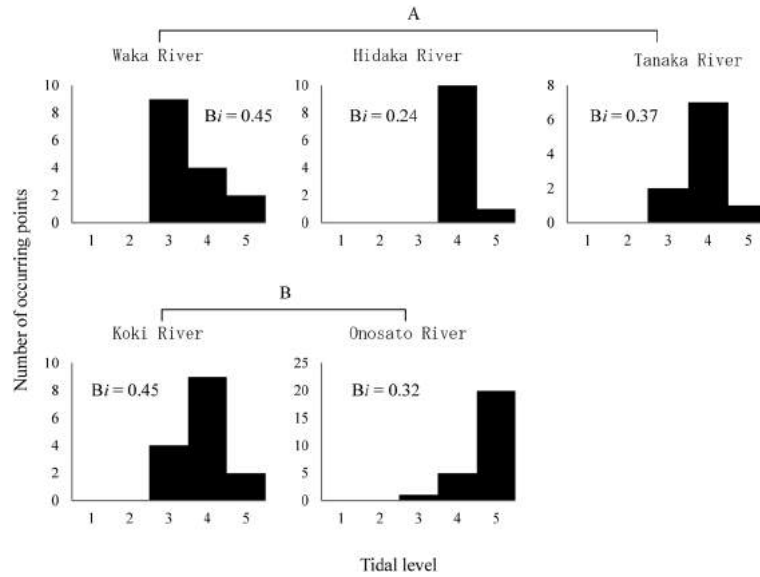 A
Waka River
Hidaka River
Tanaka River
10
8
6
4
2
0
Bi = 0.45
1 2 3 4 5
10
8
6
4
2
0
Bi = 0.24
1 2 3 4 5
8
6
4
2
0
Bi = 0.37
1 2 3 4 5
Number of occurring points
B
Koki River
Onosato River
10
8
6
4
2
0
Bi = 0.45
1 2 3 4 5
25
20
15
10
5
0
Bi = 0.32
1 2 3 4 5
Tidal level